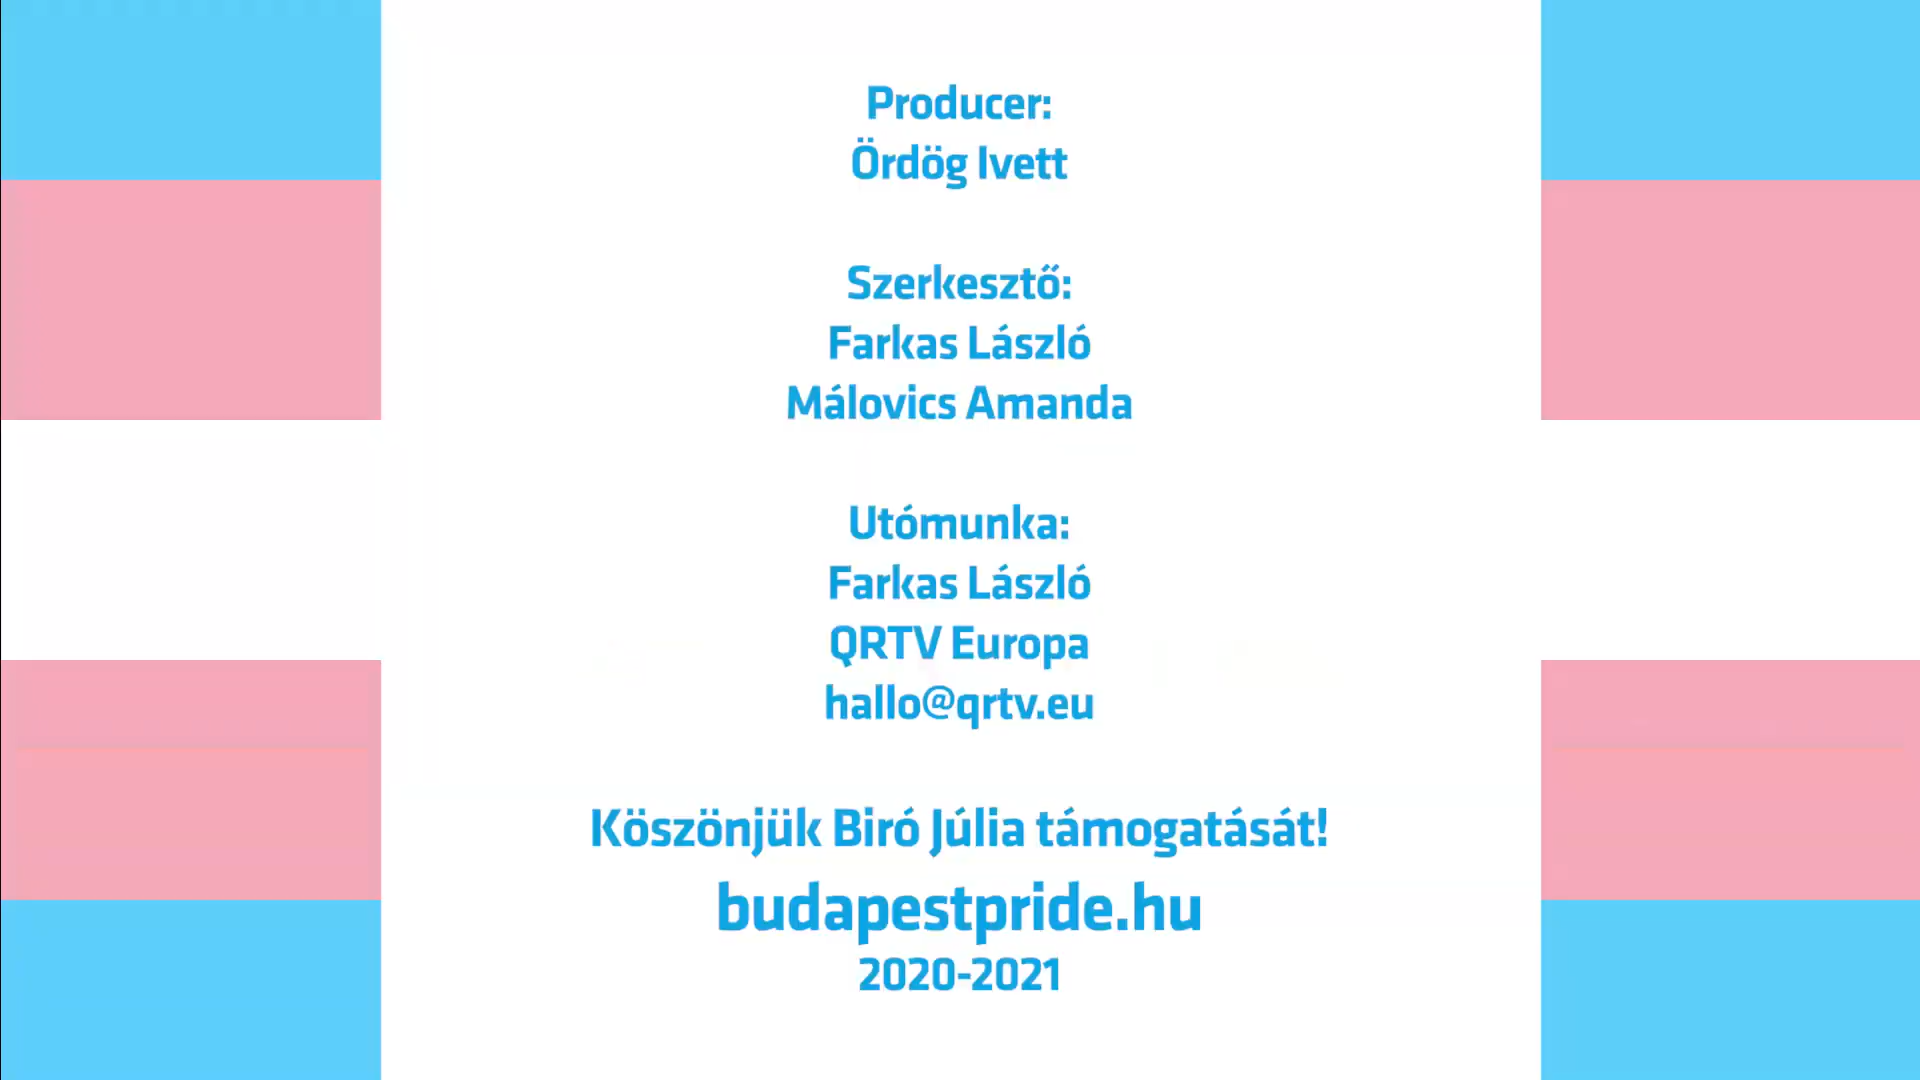 Producer:
Ördög Ivett
Szerkesztő:
Farkas László
Málovics Amanda
Utómunka:
Farkas László
QRTV Europa
hallo@qrtv.eu
Köszönjük Biró Júlia támogatását!
budapestpride.hu
2020-2021